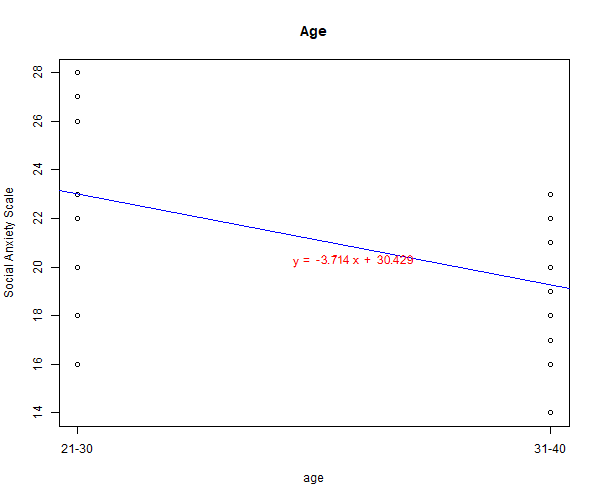 Age
Social Anxiety Scale
28
26
24
22
20
18
16
14
y = -3.714 x + 30.429
21-30 31-40
age